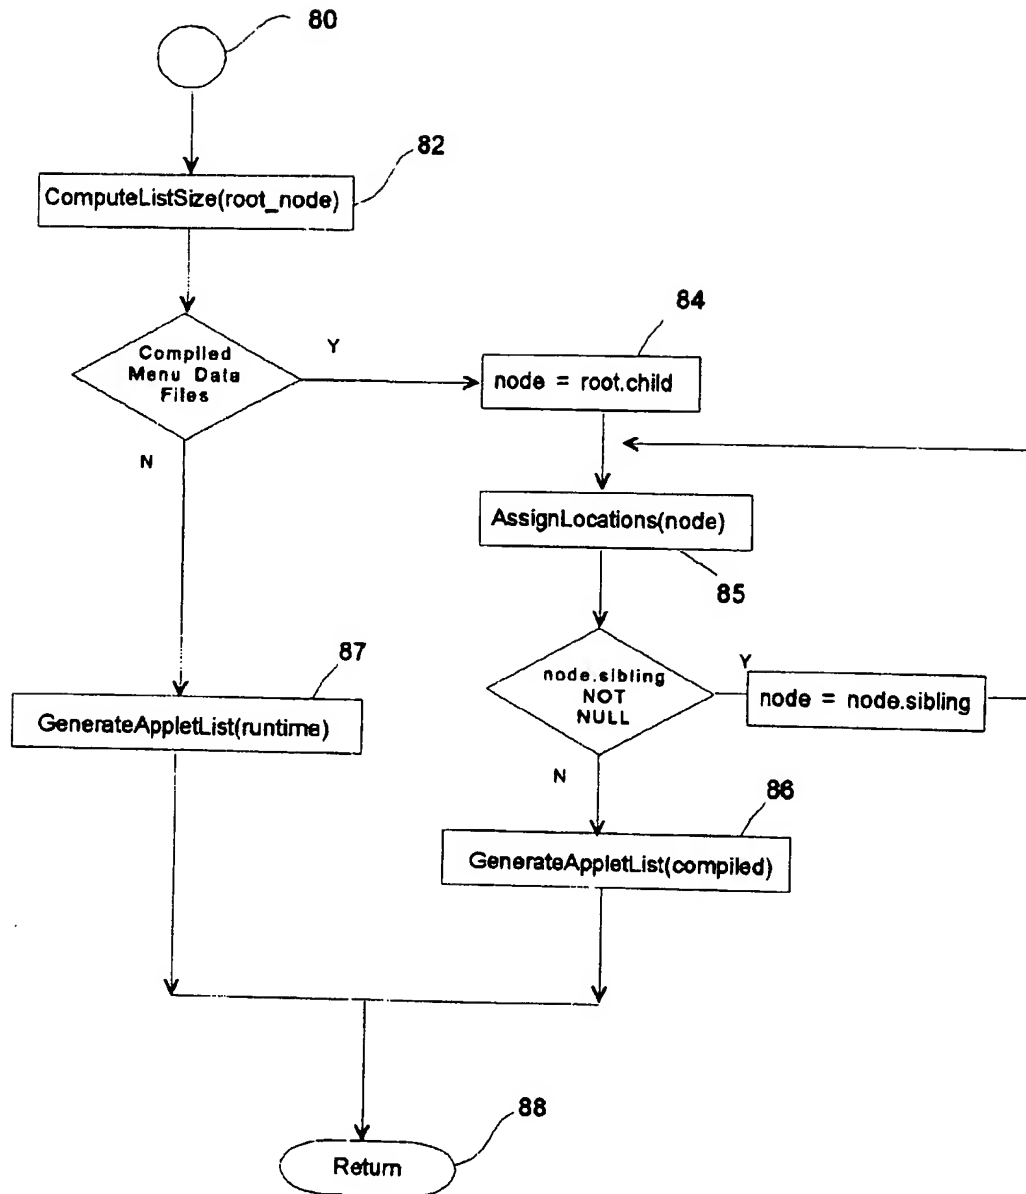 80
82
ComputeListSize(root_node)
84
Compiled
Menu Data
Files
Y
node = root.child
N
AssignLocations(node)
85
node.sibling
NOT
NULL
Y
node = node.sibling
87
GenerateAppletList(runtime)
N
86
GenerateAppletList(compiled)
88
Return